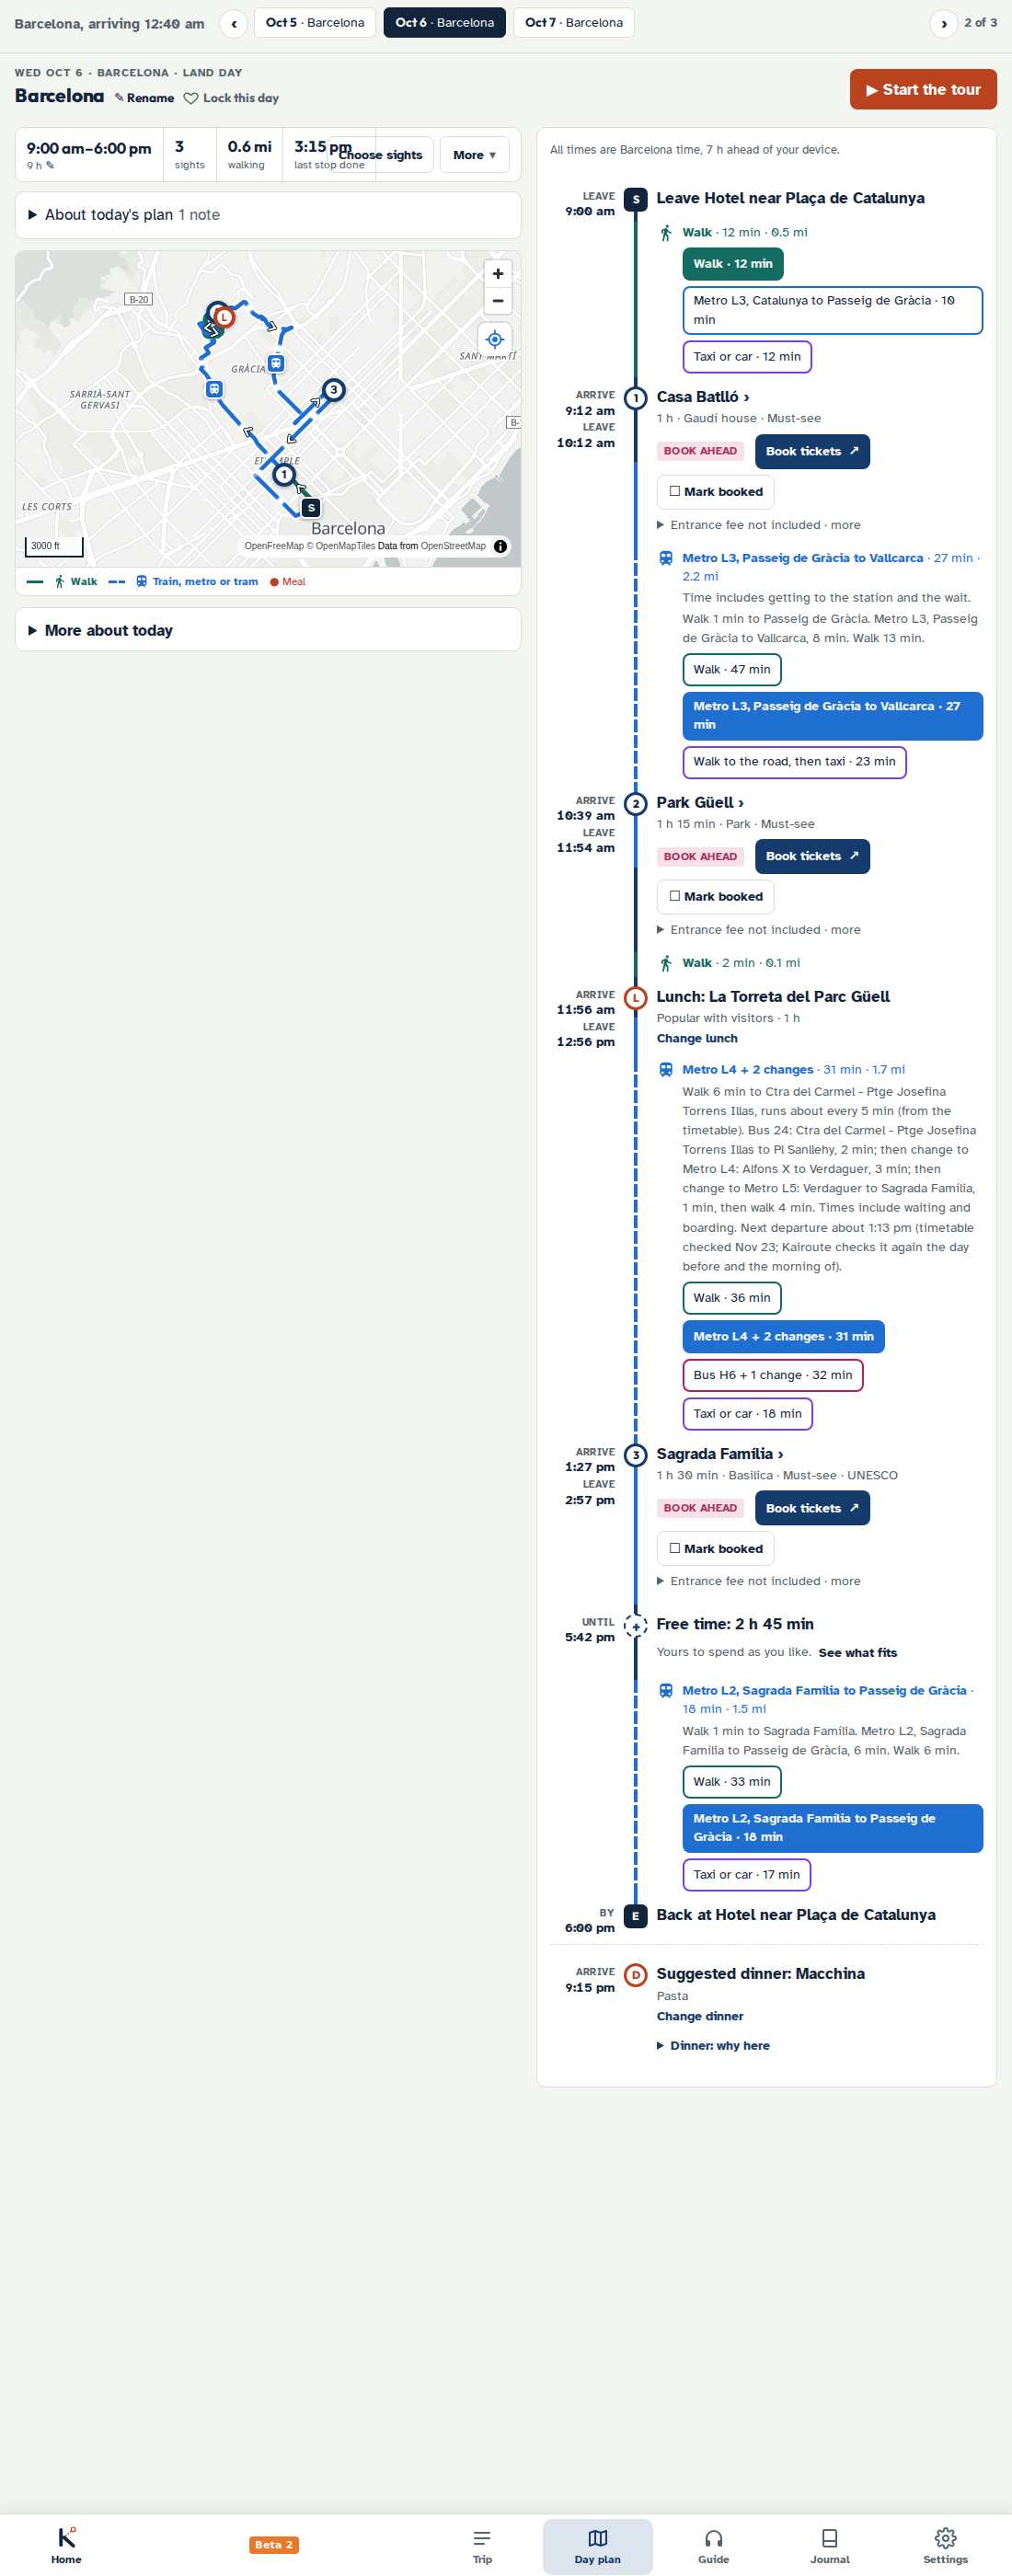 Barcelona, arriving 12:40 am
‹
Oct 5 · Barcelona
Oct 6 · Barcelona
Oct 7 · Barcelona
›
2 of 3
WED OCT 6 · BARCELONA · LAND DAY
Barcelona ✎ Rename ♡ Lock this day
▶ Start the tour
9:00 am–6:00 pm
9 h ✎
3
sights
0.6 mi
walking
3:15 pm
last stop done
Choose sights
More ▾
▶ About today's plan 1 note
B-20
L
GRÀCIA
SANT MARTÍ
SARRIÀ-SANT
GERVASI
3
B-
EIXAMPLE
1
S
LES CORTS
Barcelona
+
−
3000 ft
OpenFreeMap © OpenMapTiles Data from OpenStreetMap
Walk
Train, metro or tram
Meal
▶ More about today
All times are Barcelona time, 7 h ahead of your device.
LEAVE
9:00 am
S
Leave Hotel near Plaça de Catalunya
Walk · 12 min · 0.5 mi
Walk · 12 min
Metro L3, Catalunya to Passeig de Gràcia · 10
min
Taxi or car · 12 min
ARRIVE
9:12 am
LEAVE
10:12 am
1
Casa Batlló ›
1 h · Gaudí house · Must-see
BOOK AHEAD
Book tickets ↗
☐ Mark booked
▶ Entrance fee not included · more
Metro L3, Passeig de Gràcia to Vallcarca · 27 min ·
2.2 mi
Time includes getting to the station and the wait.
Walk 1 min to Passeig de Gràcia. Metro L3, Passeig
de Gràcia to Vallcarca, 8 min. Walk 13 min.
Walk · 47 min
Metro L3, Passeig de Gràcia to Vallcarca · 27
min
Walk to the road, then taxi · 23 min
ARRIVE
10:39 am
LEAVE
11:54 am
2
Park Güell ›
1 h 15 min · Park · Must-see
BOOK AHEAD
Book tickets ↗
☐ Mark booked
▶ Entrance fee not included · more
Walk · 2 min · 0.1 mi
ARRIVE
11:56 am
LEAVE
12:56 pm
L
Lunch: La Torreta del Parc Güell
Popular with visitors · 1 h
Change lunch
Metro L4 + 2 changes · 31 min · 1.7 mi
Walk 6 min to Ctra del Carmel - Ptge Josefina
Torrens Illas, runs about every 5 min (from the
timetable). Bus 24: Ctra del Carmel - Ptge Josefina
Torrens Illas to Pl Sanllehy, 2 min; then change to
Metro L4: Alfons X to Verdaguer, 3 min; then
change to Metro L5: Verdaguer to Sagrada Família,
1 min, then walk 4 min. Times include waiting and
boarding. Next departure about 1:13 pm (timetable
checked Nov 23; Kairoute checks it again the day
before and the morning of).
Walk · 36 min
Metro L4 + 2 changes · 31 min
Bus H6 + 1 change · 32 min
Taxi or car · 18 min
ARRIVE
1:27 pm
LEAVE
2:57 pm
3
Sagrada Família ›
1 h 30 min · Basilica · Must-see · UNESCO
BOOK AHEAD
Book tickets ↗
☐ Mark booked
▶ Entrance fee not included · more
UNTIL
5:42 pm
+
Free time: 2 h 45 min
Yours to spend as you like. See what fits
Metro L2, Sagrada Família to Passeig de Gràcia ·
18 min · 1.5 mi
Walk 1 min to Sagrada Família. Metro L2, Sagrada
Família to Passeig de Gràcia, 6 min. Walk 6 min.
Walk · 33 min
Metro L2, Sagrada Família to Passeig de
Gràcia · 18 min
Taxi or car · 17 min
BY
6:00 pm
E
Back at Hotel near Plaça de Catalunya
ARRIVE
9:15 pm
D
Suggested dinner: Macchina
Pasta
Change dinner
▶ Dinner: why here
Home
Beta 2
Trip
Day plan
Guide
Journal
Settings